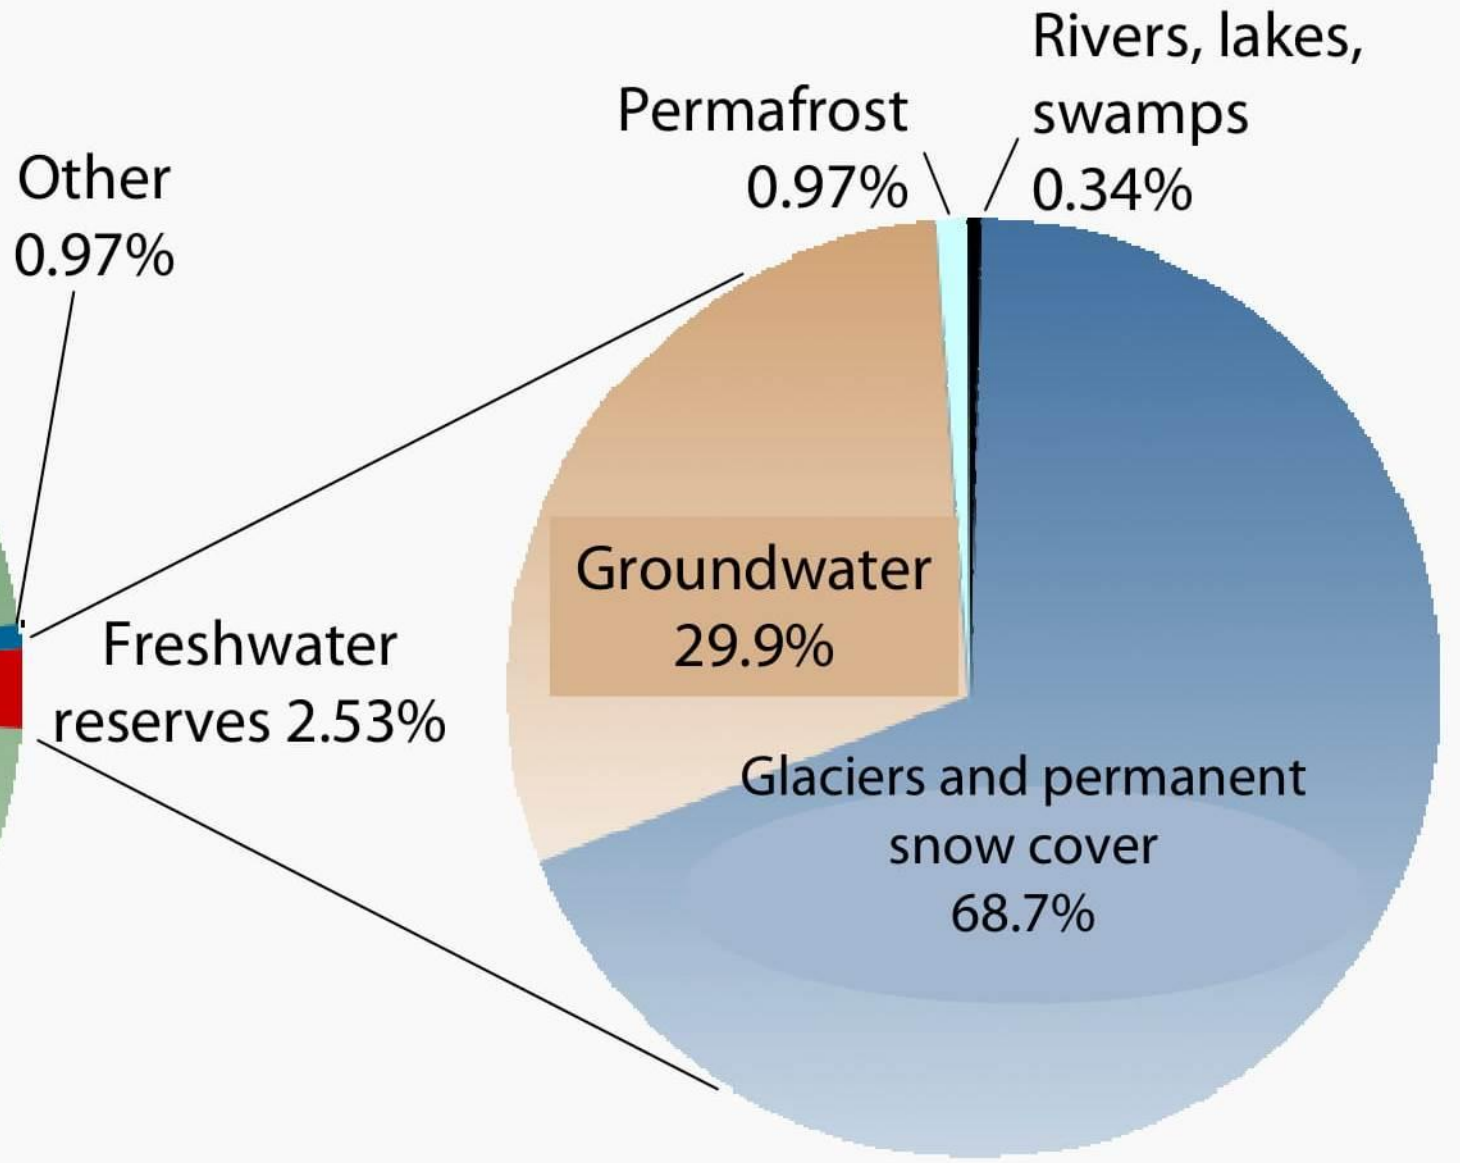 Other
0.97%
Freshwater
reserves 2.53%
Permafrost
0.97%
Rivers, lakes,
swamps
0.34%
Groundwater
29.9%
Glaciers and permanent
snow cover
68.7%